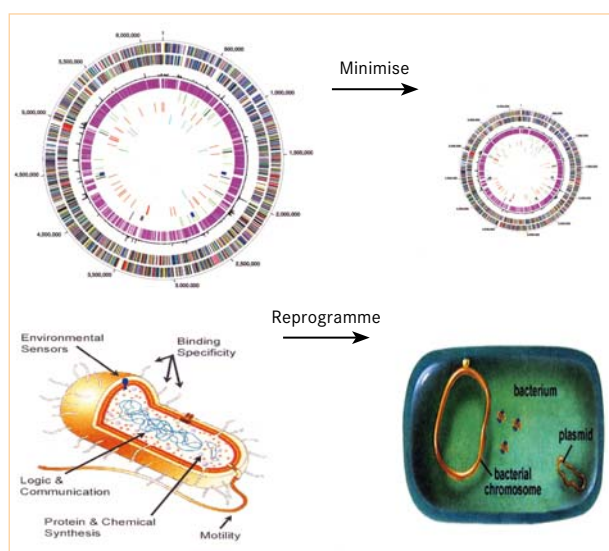 Minimise
6,000,000
1
500,000
5,500,000
1,000,000
5,000,000
1,500,000
4,500,000
2,000,000
4,000,000
2,500,000
3,500,000
3,000,000
Reprogramme
Environmental
Sensors
Binding
Specificity
Logic &
Communication
Protein & Chemical
Synthesis
Motility
bacterium
plasmid
bacterial
chromosome